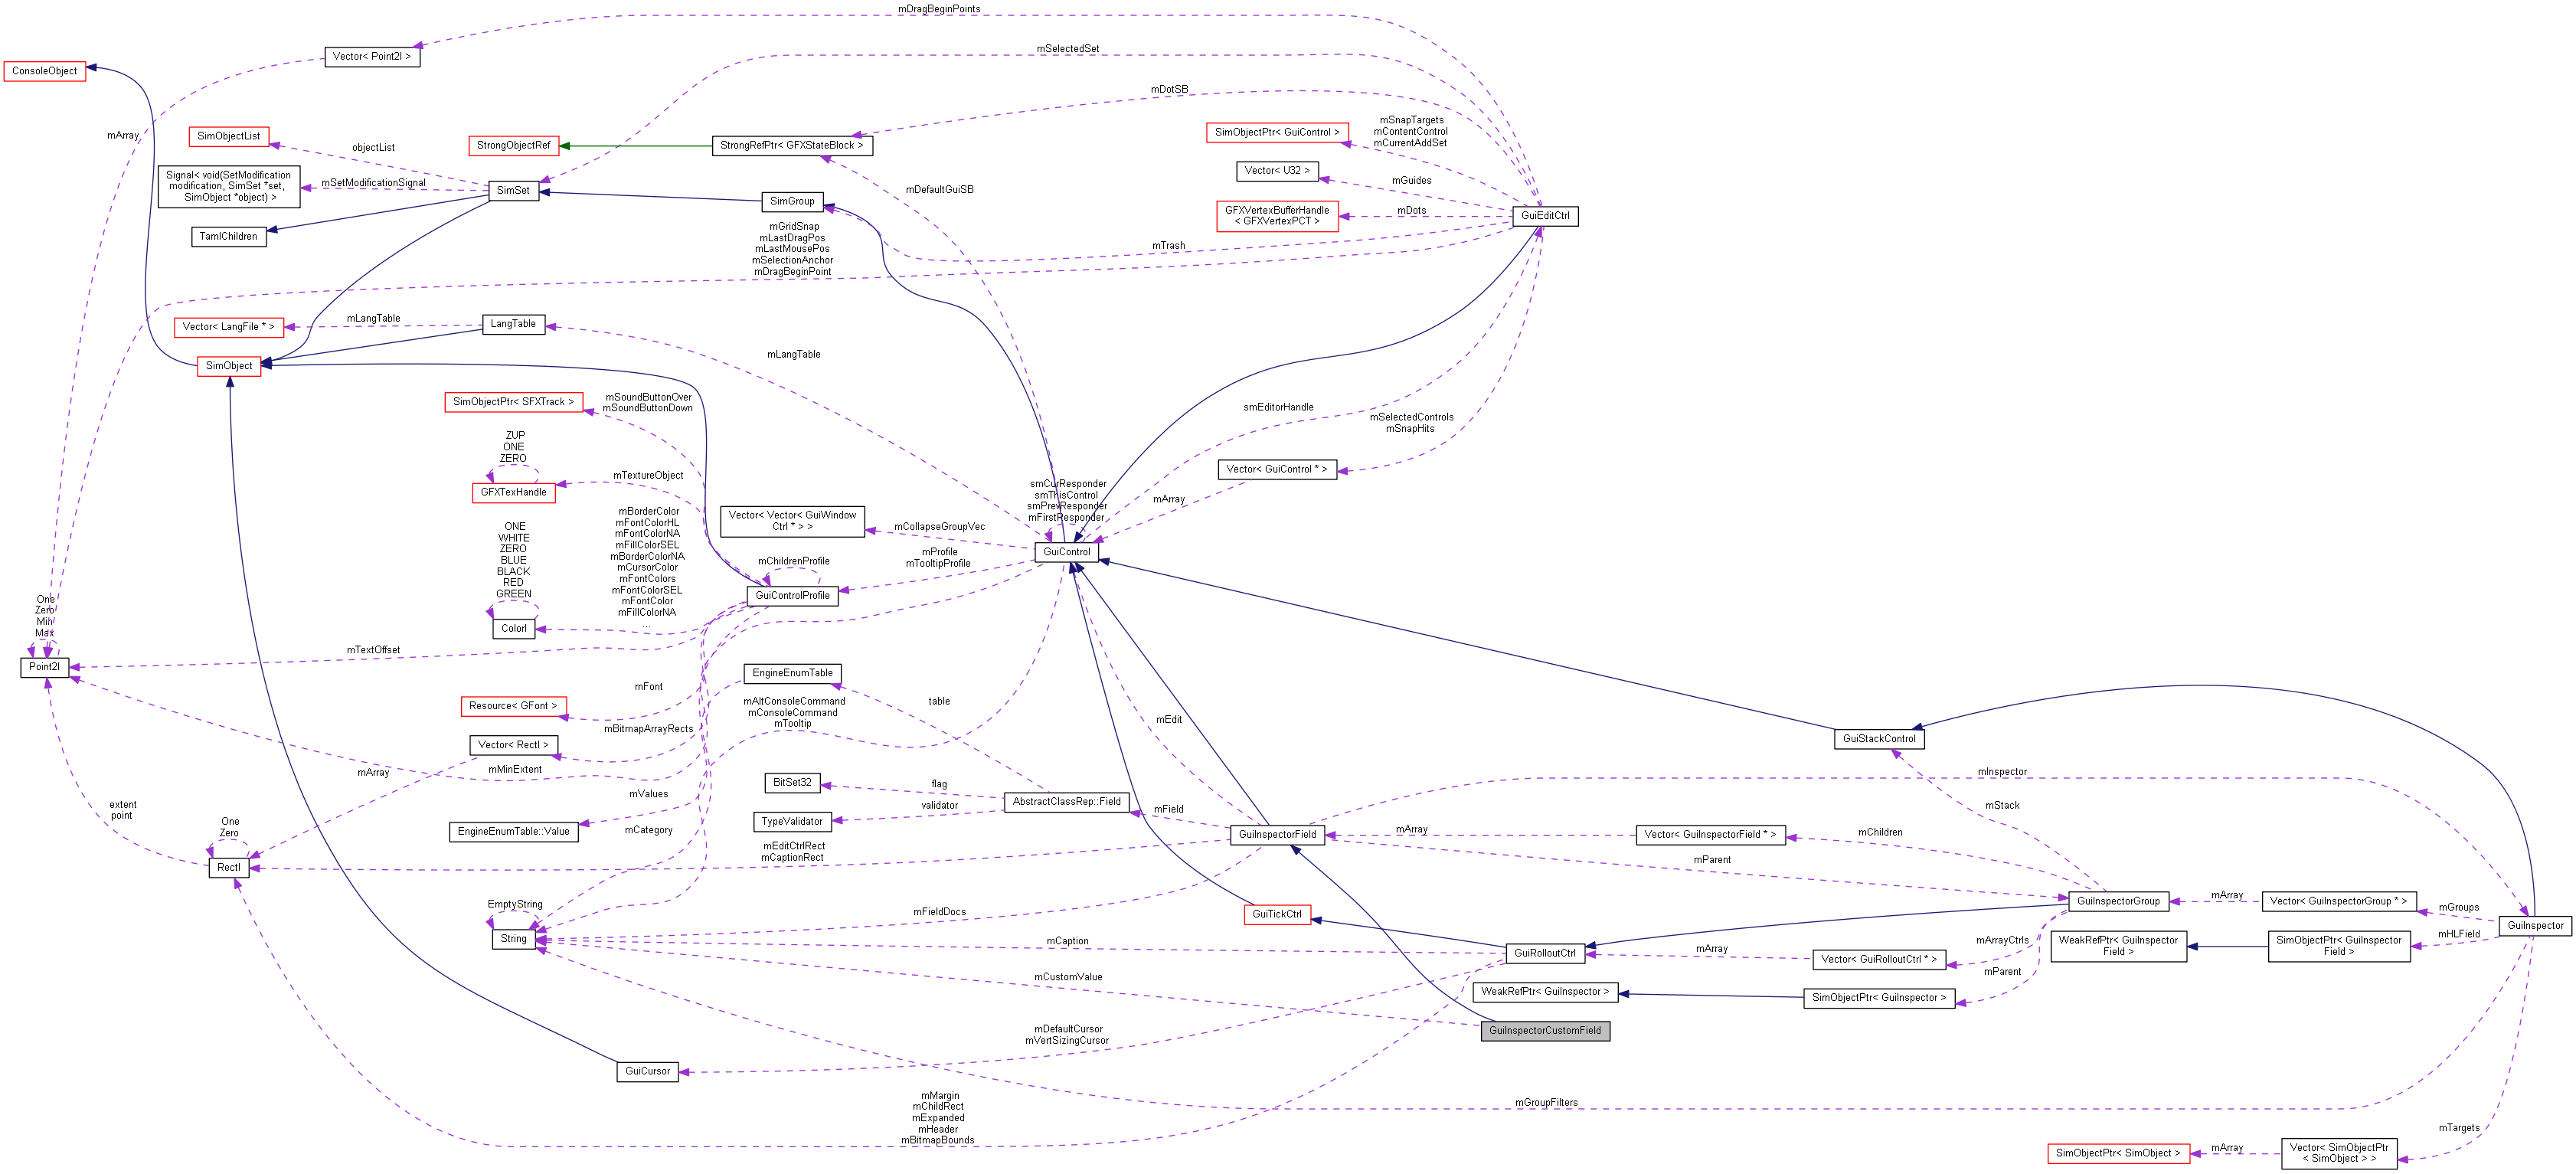 mDragBeginPoints
mSelectedSet
Vector< Point2I >
ConsoleObject
mDotSB
mArray
SimObjectList
objectList
StrongObjectRef
StrongRefPtr< GFXStateBlock >
SimObjectPtr< GuiControl >
mSnapTargets
mContentControl
mCurrentAddSet
Vector< U32 >
mGuides
Signal< void(SetModification
modification, SimSet *set,
SimObject *object) >
mSetModificationSignal
SimSet
mDefaultGuiSB
SimGroup
GFXVertexBufferHandle
< GFXVertexPCT >
mDots
GuiEditCtrl
TamlChildren
mGridSnap
mLastDragPos
mLastMousePos
mSelectionAnchor
mDragBeginPoint
mTrash
Vector< LangFile * >
mLangTable
LangTable
mLangTable
SimObject
SimObjectPtr< SFXTrack >
mSoundButtonOver
mSoundButtonDown
smEditorHandle
mSelectedControls
mSnapHits
ZUP
ONE
ZERO
GFXTexHandle
mTextureObject
Vector< GuiControl * >
mArray
smCurResponder
smThisControl
smPrevResponder
mFirstResponder
Vector< Vector< GuiWindow
Ctrl * > >
mCollapseGroupVec
GuiControl
ONE
WHITE
ZERO
BLUE
BLACK
RED
GREEN
ColorI
mBorderColor
mFontColorHL
mFontColorNA
mFillColorSEL
mBorderColorNA
mCursorColor
mFontColors
mFontColorSEL
mFontColor
mFillColorNA
...
mChildrenProfile
GuiControlProfile
mProfile
mTooltipProfile
One
Zero
Min
Max
Point2I
mTextOffset
EngineEnumTable
mFont
Resource< GFont >
table
mAltConsoleCommand
mConsoleCommand
mTooltip
mEdit
mBitmapArrayRects
Vector< RectI >
mArray
mMinExtent
GuiStackControl
mInspector
mStack
BitSet32
flag
mValues
AbstractClassRep::Field
mField
extent
point
TypeValidator
validator
EngineEnumTable::Value
mCategory
GuiInspectorField
mArray
Vector< GuiInspectorField * >
mChildren
One
Zero
RectI
mEditCtrlRect
mCaptionRect
mParent
EmptyString
String
mFieldDocs
GuiTickCtrl
GuiInspectorGroup
mArray
Vector< GuiInspectorGroup * >
mGroups
GuiInspector
mCaption
GuiRolloutCtrl
mArray
Vector< GuiRolloutCtrl * >
mArrayCtrls
mParent
WeakRefPtr< GuiInspector
Field >
SimObjectPtr< GuiInspector
Field >
mHLField
mCustomValue
WeakRefPtr< GuiInspector >
SimObjectPtr< GuiInspector >
GuiInspectorCustomField
mDefaultCursor
mVertSizingCursor
GuiCursor
mMargin
mChildRect
mExpanded
mHeader
mBitmapBounds
mGroupFilters
mTargets
SimObjectPtr< SimObject >
mArray
Vector< SimObjectPtr
< SimObject > >